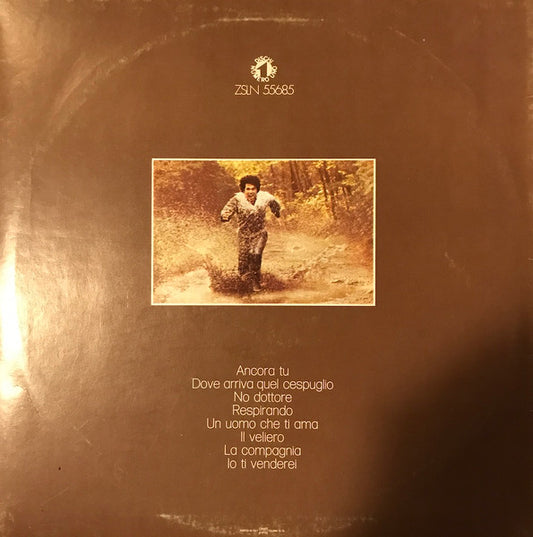 1
ZSLN 55685
Ancora tu
Dove arriva quel cespuglio
No dottore
Respirando
Un uomo che ti ama
Il veliero
La compagnia
Io ti venderei